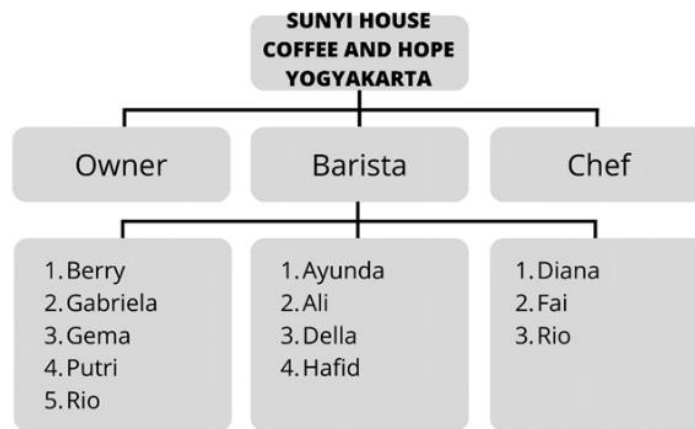 SUNYI HOUSE
COFFEE AND HOPE
YOGYAKARTA
Owner
Barista
Chef
1. Berry
2. Gabriela
3. Gema
4. Putri
5. Rio
1. Ayunda
2. Ali
3. Della
4. Hafid
1. Diana
2. Fai
3. Rio